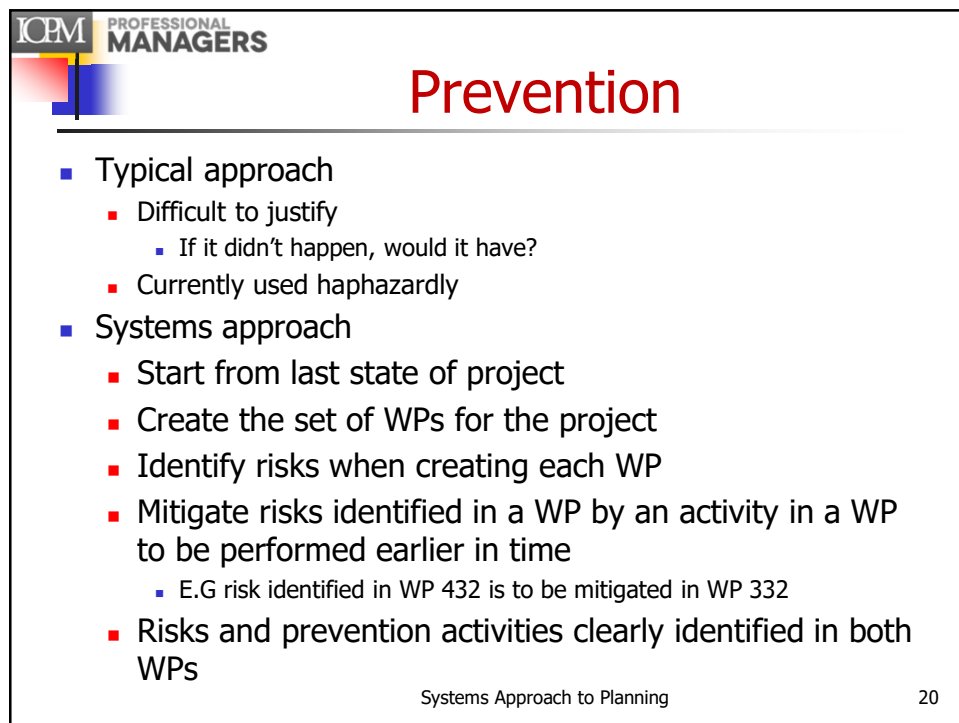 ICPM PROFESSIONAL
MANAGERS
Prevention
Typical approach
Difficult to justify
If it didn’t happen, would it have?
Currently used haphazardly
Systems approach
Start from last state of project
Create the set of WPs for the project
Identify risks when creating each WP
Mitigate risks identified in a WP by an activity in a WP
to be performed earlier in time
E.G risk identified in WP 432 is to be mitigated in WP 332
Risks and prevention activities clearly identified in both
WPs
Systems Approach to Planning 20